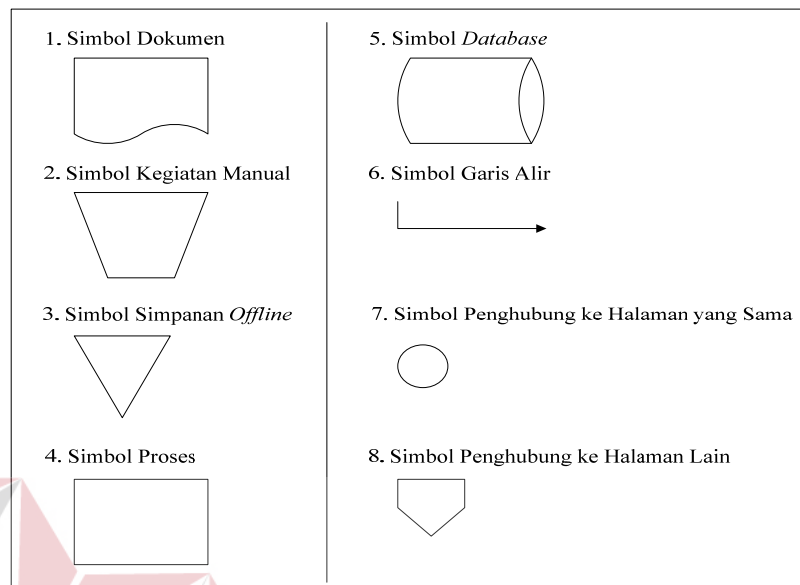 1. Simbol Dokumen
2. Simbol Kegiatan Manual
3. Simbol Simpanan Offline
4. Simbol Proses
5. Simbol Database
6. Simbol Garis Alir
7. Simbol Penghubung ke Halaman yang Sama
8. Simbol Penghubung ke Halaman Lain